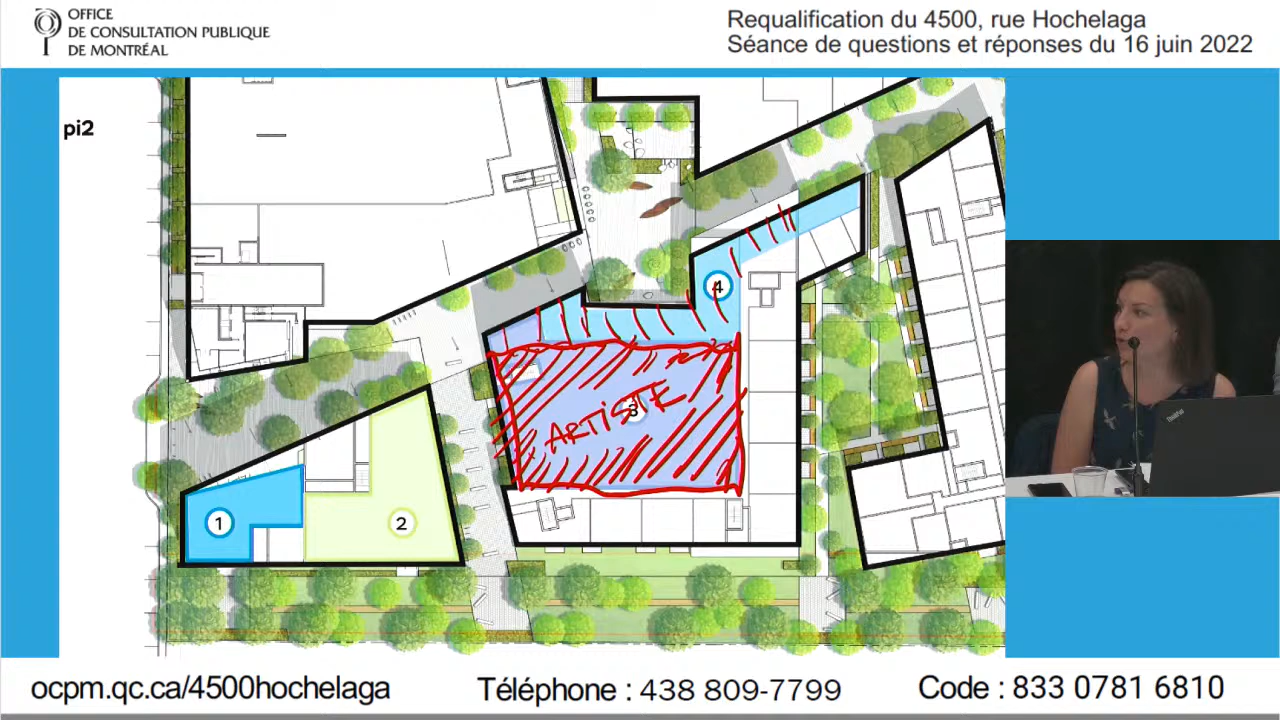 OFFICE
DE CONSULTATION PUBLIQUE
DE MONTRÉAL
Requalification du 4500, rue Hochelaga
Séance de questions et réponses du 16 juin 2022
pi2
4
3
ARTISTE
1
2
ThinkPad
ocpm.qc.ca/4500hochelaga
Téléphone : 438 809-7799
Code : 833 0781 6810